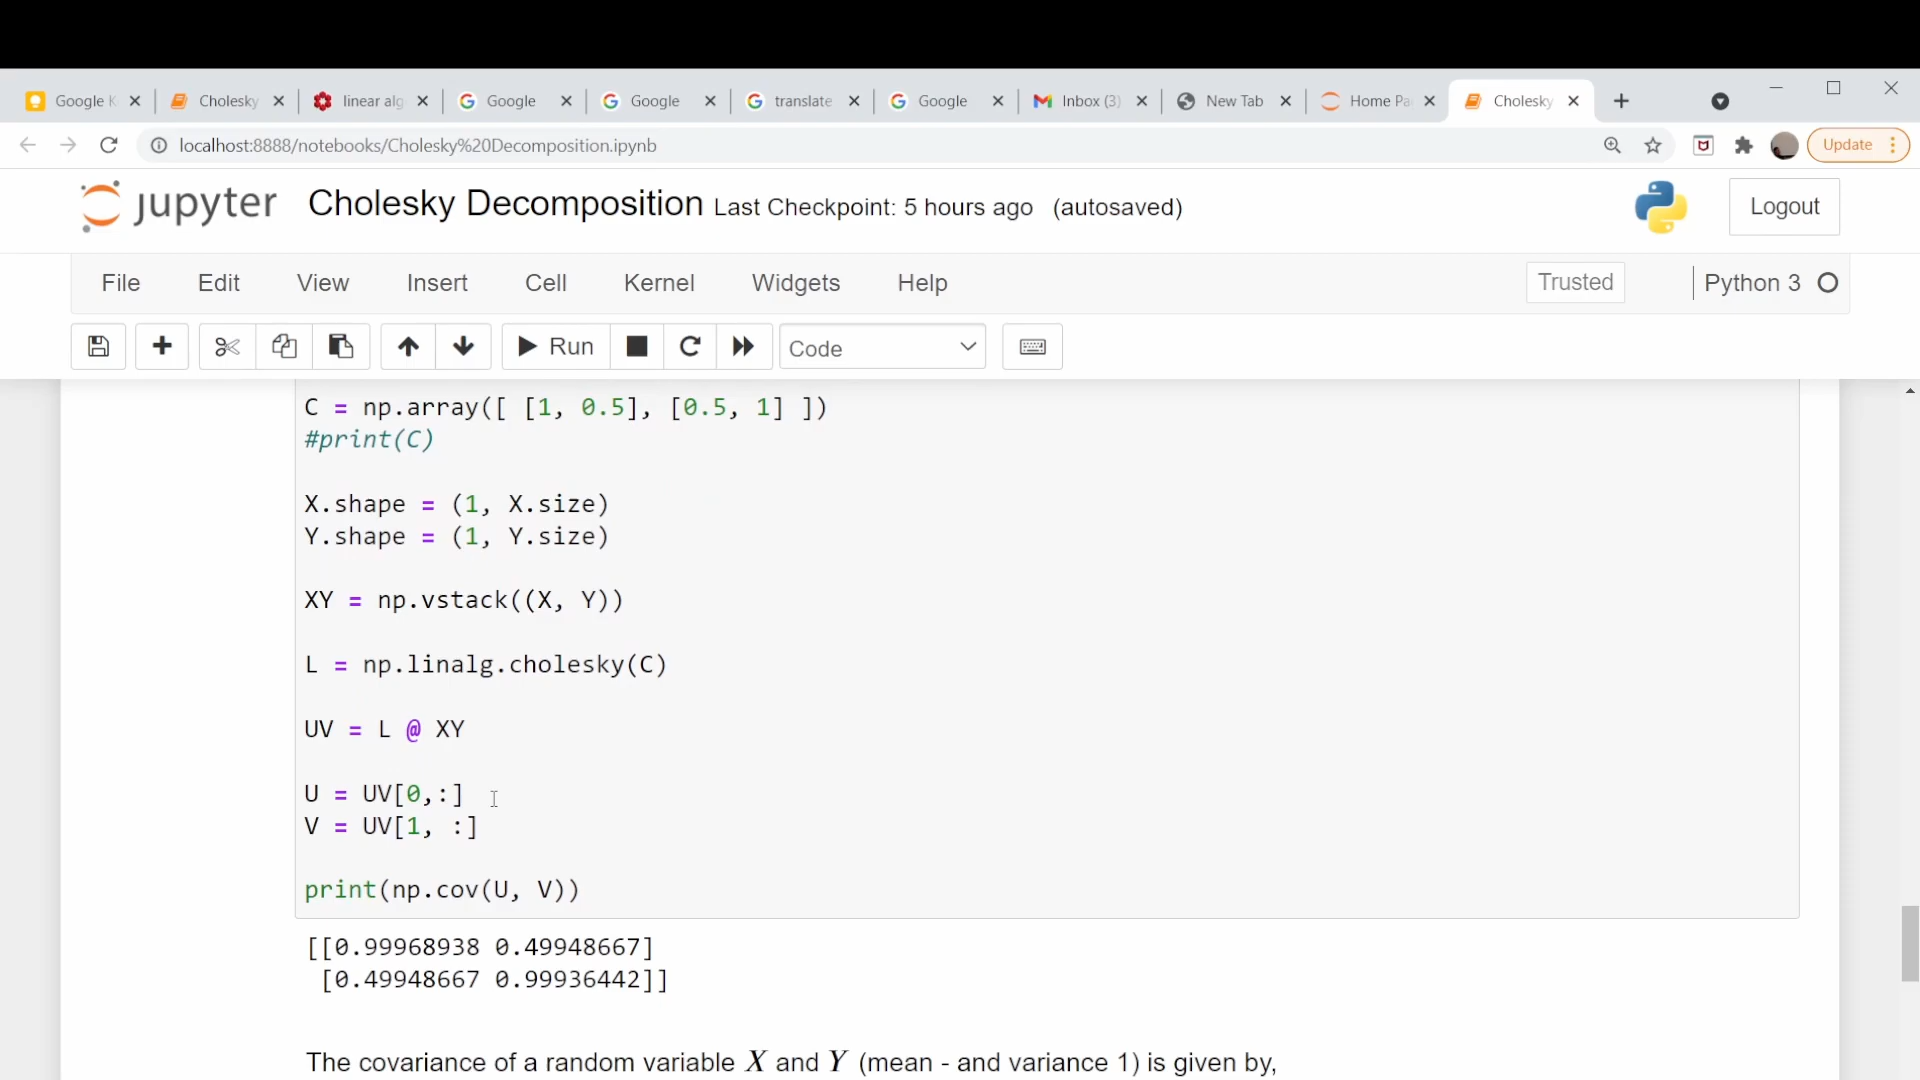 Google K
Cholesky
linear alg
Google
Google
translate
Google
Inbox (3)
New Tab
Home Pa
Cholesky
localhost:8888/notebooks/Cholesky%20Decomposition.ipynb
Update
jupyter Cholesky Decomposition Last Checkpoint: 5 hours ago (autosaved)
Logout
File Edit View Insert Cell Kernel Widgets Help Trusted Python 3
Run Code
C = np.array([ [1, 0.5], [0.5, 1] ])
#print(C)
X.shape = (1, X.size)
Y.shape = (1, Y.size)
XY = np.vstack((X, Y))
L = np.linalg.cholesky(C)
UV = L @ XY
U = UV[0,:]
V = UV[1, :]
print(np.cov(U, V))
[[0.99968938 0.49948667]
[0.49948667 0.99936442]]
The covariance of a random variable X and Y (mean - and variance 1) is given by,